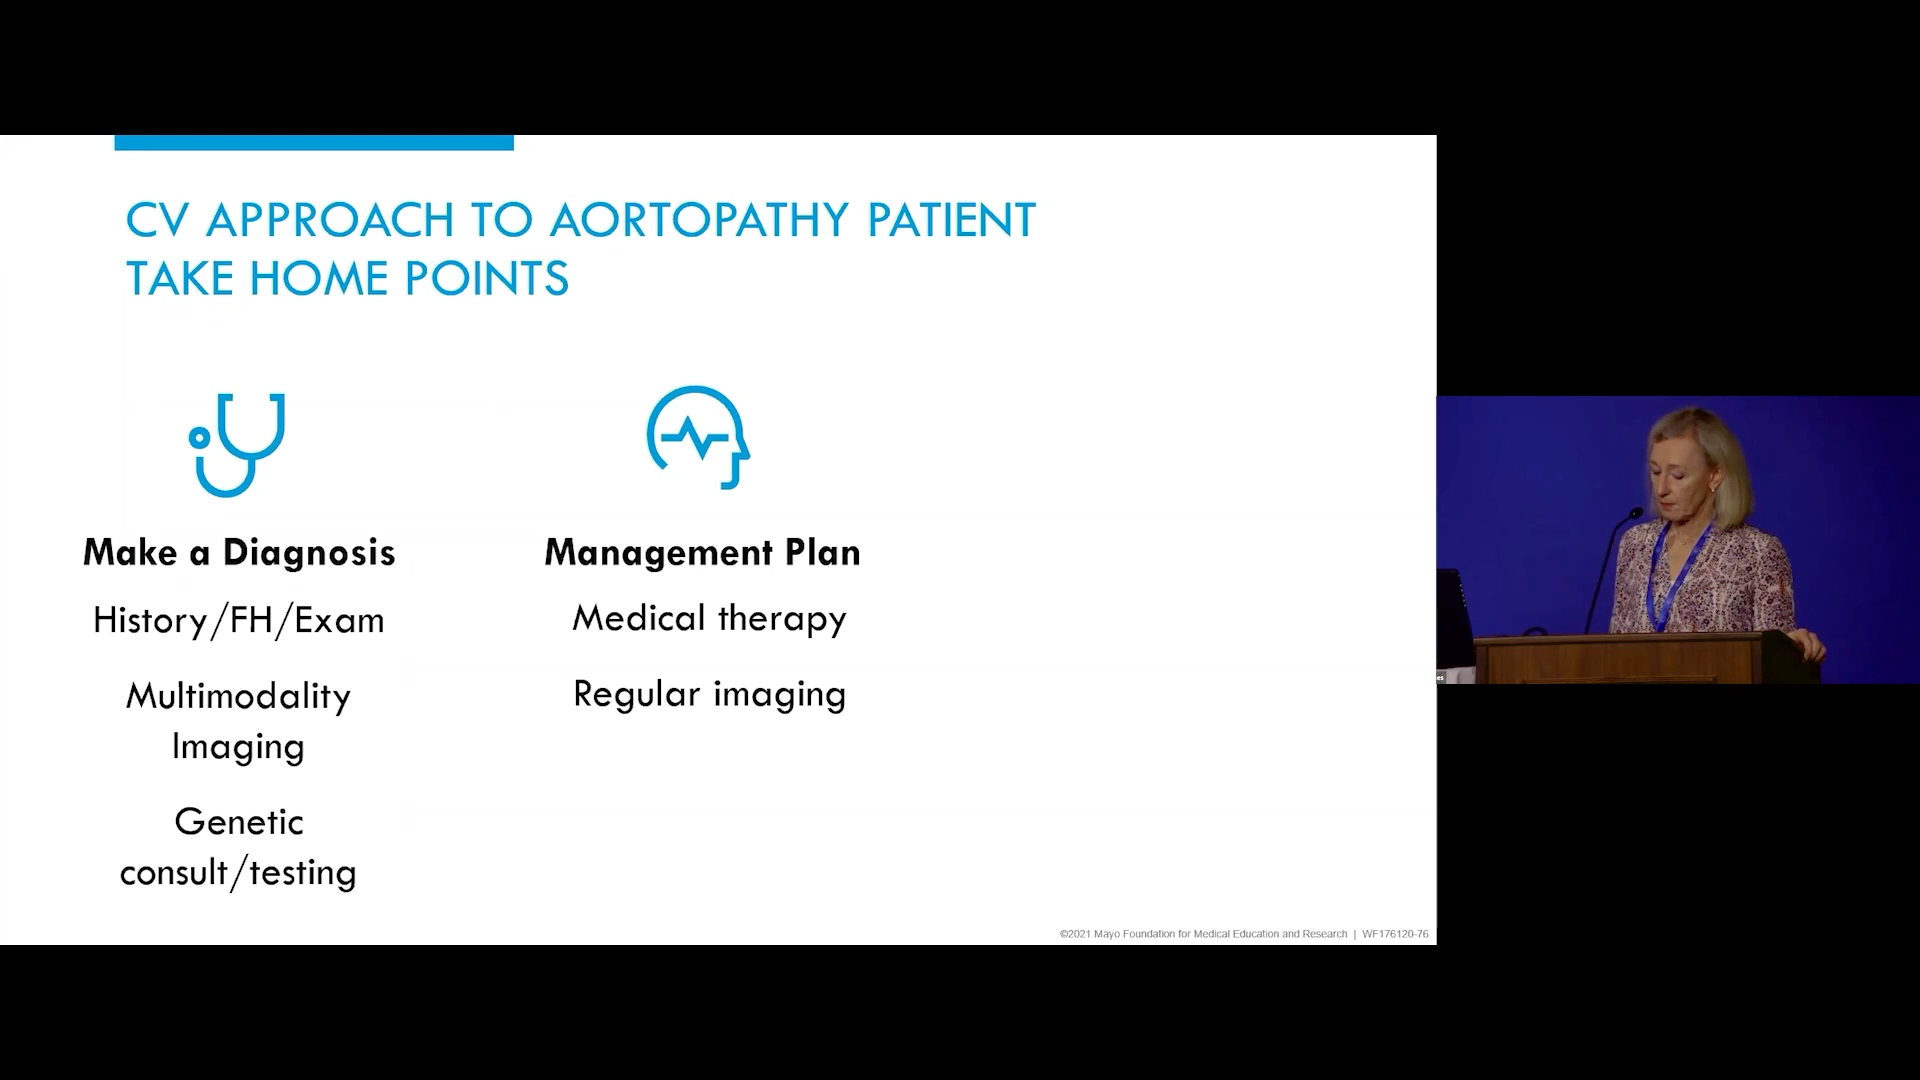 CV APPROACH TO AORTOPATHY PATIENT
TAKE HOME POINTS
Make a Diagnosis
History/FH/Exam
Multimodality
Imaging
Genetic
consult/testing
Management Plan
Medical therapy
Regular imaging
©2021 Mayo Foundation for Medical Education and Research | WF176120-76